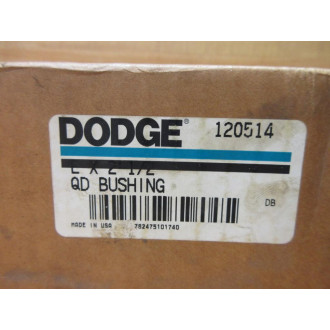 DODGE® 120514
E X 2 1/2
QD BUSHING
DB
MADE IN USA 782475101740